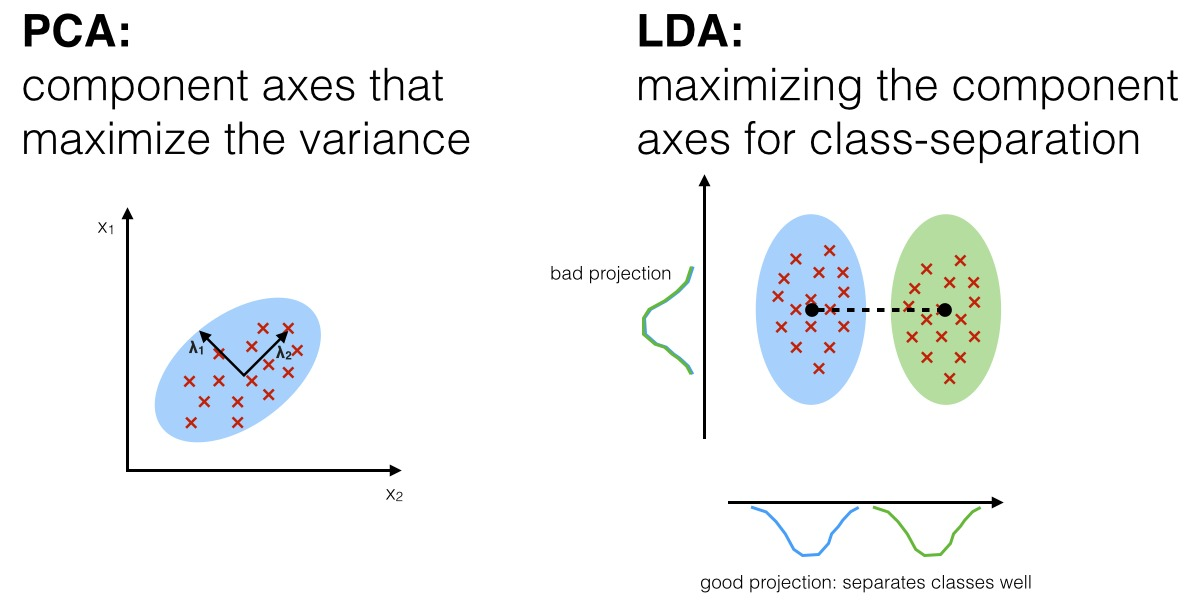 PCA:
component axes that
maximize the variance
x1
λ1
λ2
x2
LDA:
maximizing the component
axes for class-separation
bad projection
good projection: separates classes well